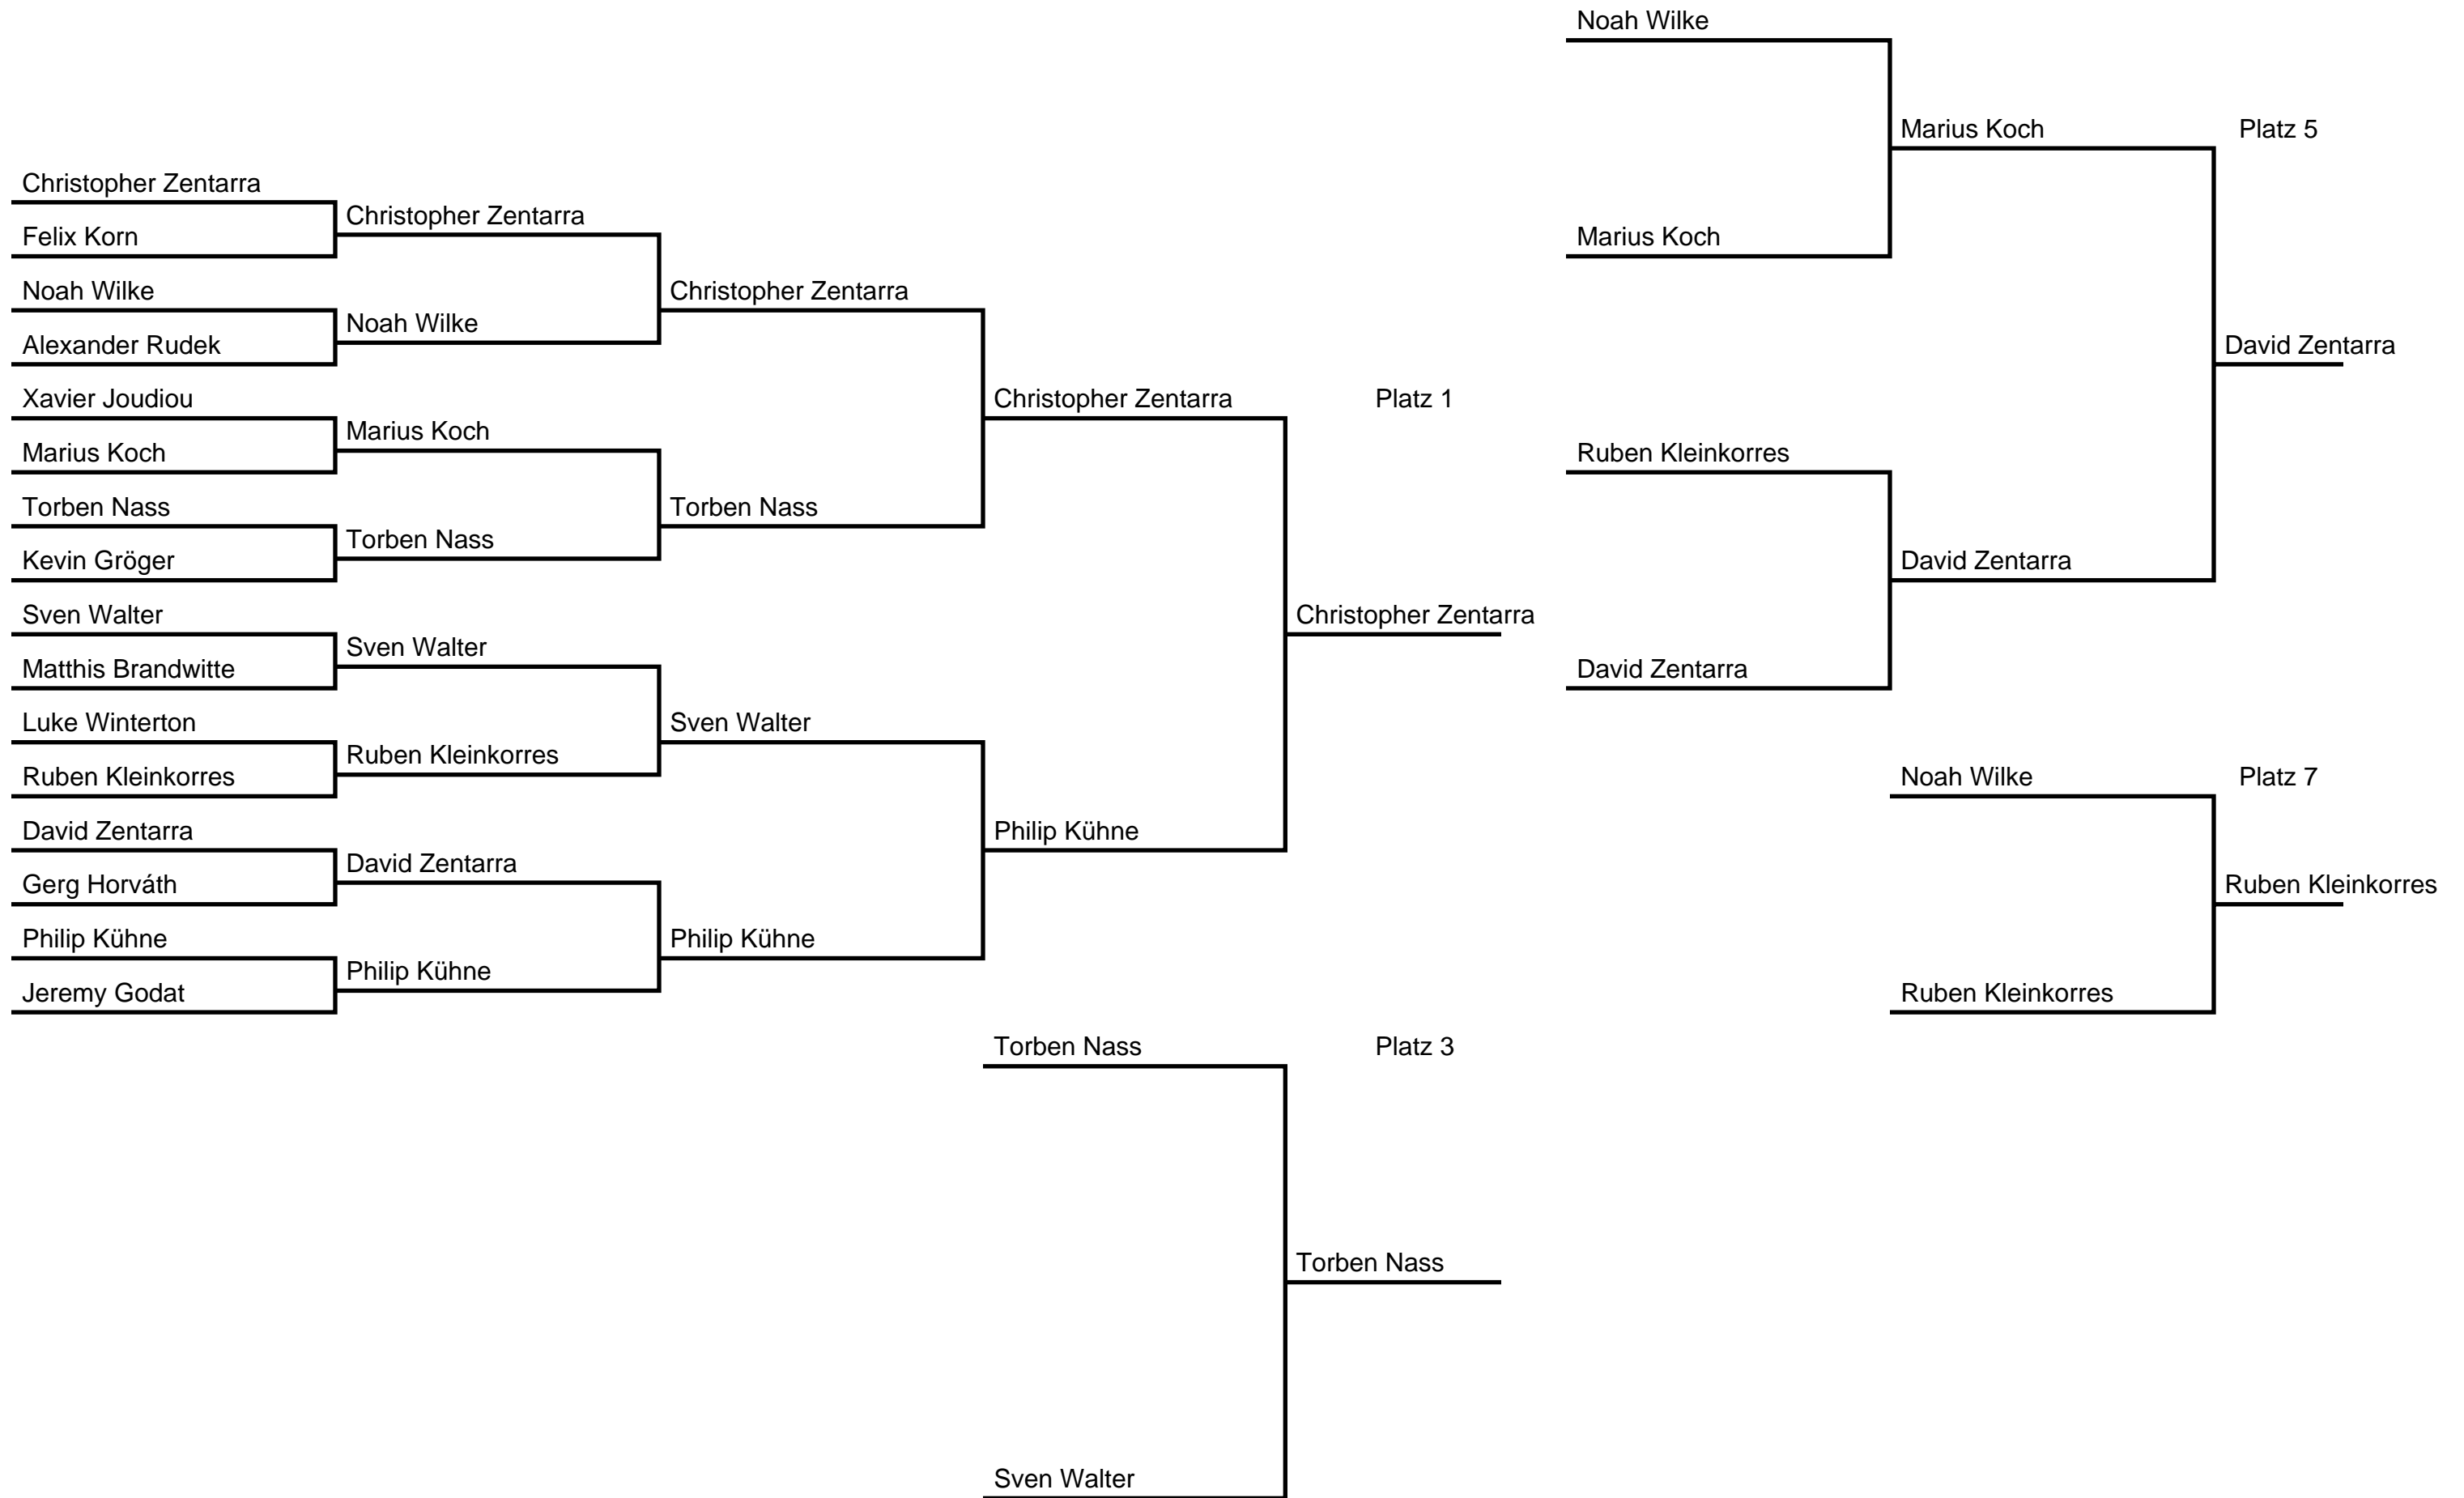 Christopher Zentarra
Felix Korn
Noah Wilke
Alexander Rudek
Xavier Joudiou
Marius Koch
Torben Nass
Kevin Gröger
Sven Walter
Matthis Brandwitte
Luke Winterton
Ruben Kleinkorres
David Zentarra
Gerg Horváth
Philip Kühne
Jeremy Godat
Christopher Zentarra
Noah Wilke
Marius Koch
Torben Nass
Sven Walter
Ruben Kleinkorres
David Zentarra
Philip Kühne
Christopher Zentarra
Torben Nass
Sven Walter
Philip Kühne
Christopher Zentarra
Philip Kühne
Platz 1
Christopher Zentarra
Torben Nass
Sven Walter
Platz 3
Torben Nass
Noah Wilke
Marius Koch
Ruben Kleinkorres
David Zentarra
Marius Koch
David Zentarra
Platz 5
David Zentarra
Noah Wilke
Ruben Kleinkorres
Platz 7
Ruben Kleinkorres